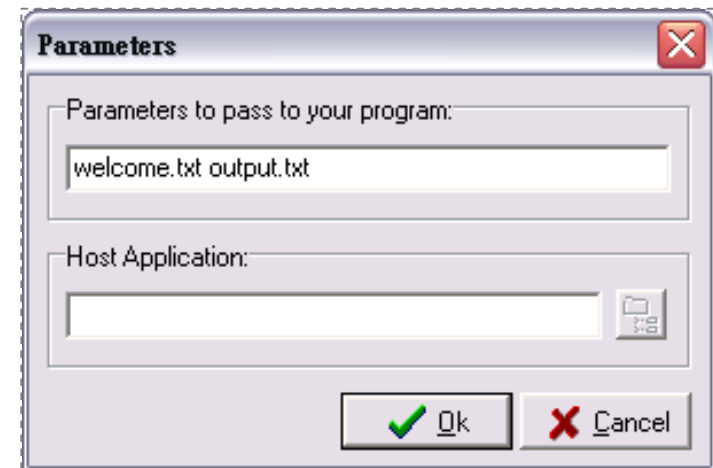 Parameters
Parameters to pass to your program:
welcome.txt output.txt
Host Application:
Ok Cancel